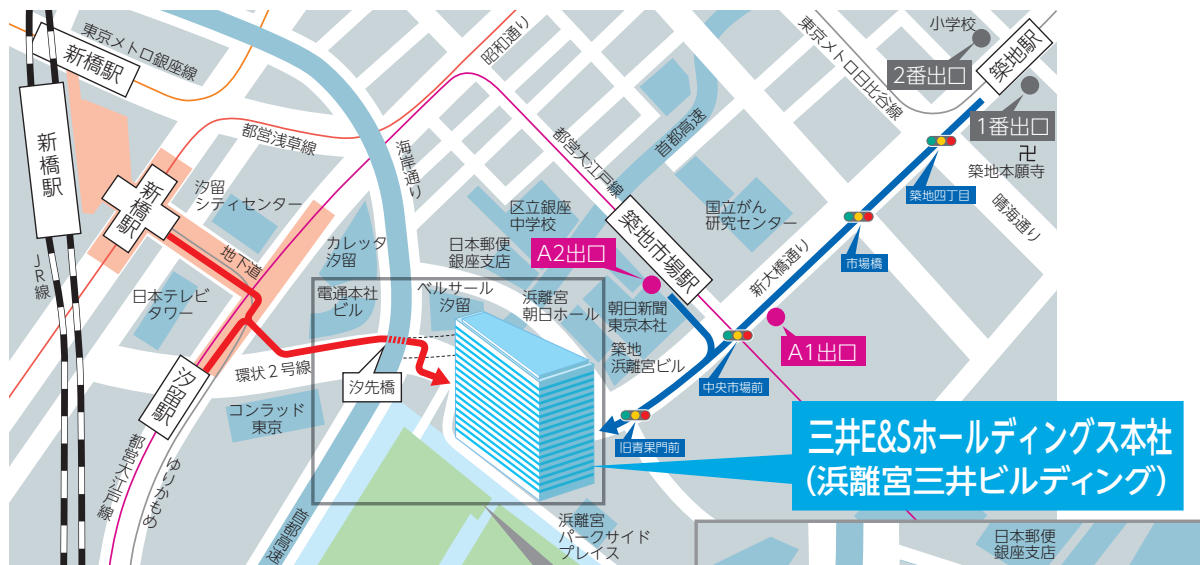 東京メトロ銀座線
新橋駅
新橋駅
新橋駅
JR線
都営浅草線
昭和通り
海岸通り
都営大江戸線
首都高速
東京メトロ日比谷線
小学校
築地駅
2番出口
1番出口
卍
築地本願寺
築地四丁目
晴海通り
市場橋
新大橋通り
国立がん
研究センター
区立銀座
中学校
築地市場駅
A2出口
日本郵便
銀座支店
汐留
シティセンター
カレッタ
汐留
地下道
日本テレビ
タワー
電通本社
ビル
ベルサール
汐留
浜離宮
朝日ホール
朝日新聞
東京本社
築地
浜離宮ビル
A1出口
中央市場前
旧青果門前
環状2号線
汐先橋
汐留駅
コンラッド
東京
都営大江戸線
ゆりかもめ
首都高速
三井E&Sホールディングス本社
(浜離宮三井ビルディング)
浜離宮
パークサイド
プレイス
日本郵便
銀座支店